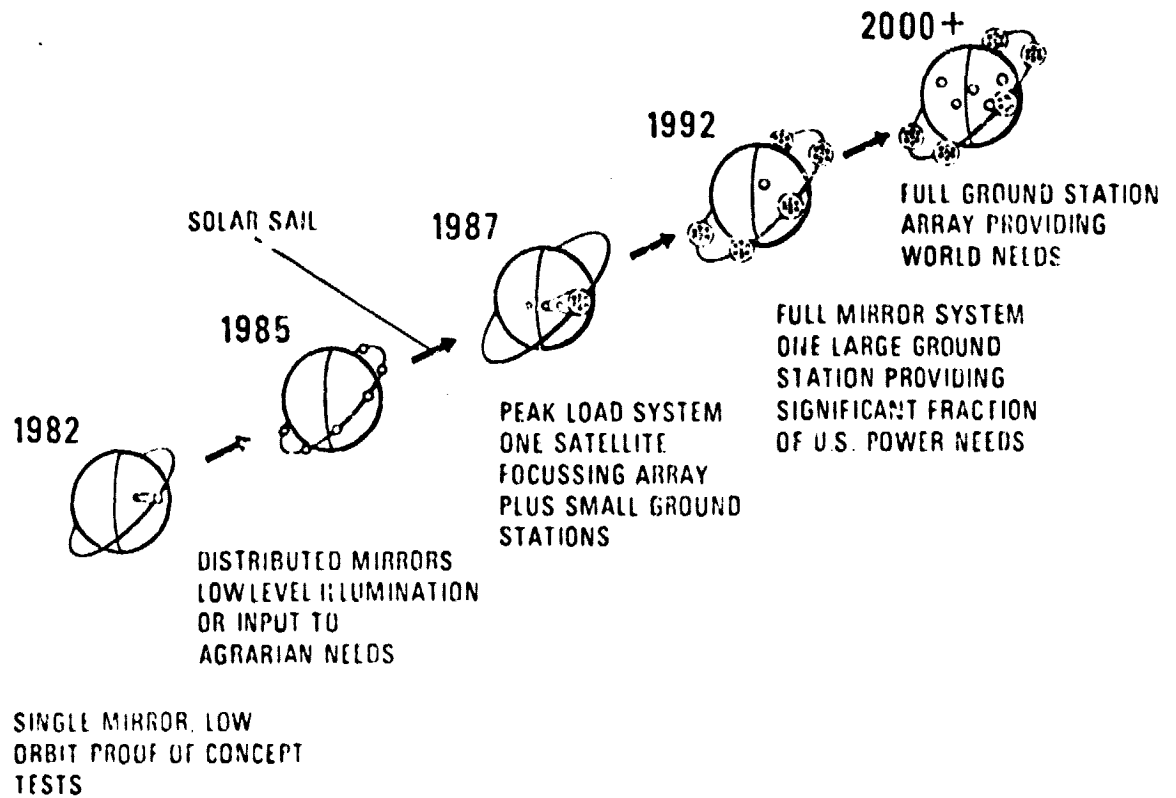 2000+
FULL GROUND STATION
ARRAY PROVIDING
WORLD NEEDS
1992
FULL MIRROR SYSTEM
ONE LARGE GROUND
STATION PROVIDING
SIGNIFICANT FRACTION
OF U.S. POWER NEEDS
SOLAR SAIL
1987
PEAK LOAD SYSTEM
ONE SATELLITE
FOCUSSING ARRAY
PLUS SMALL GROUND
STATIONS
1985
DISTRIBUTED MIRRORS
LOW LEVEL ILLUMINATION
OR INPUT TO
AGRARIAN NEEDS
1982
SINGLE MIRROR, LOW
ORBIT PROOF OF CONCEPT
TESTS